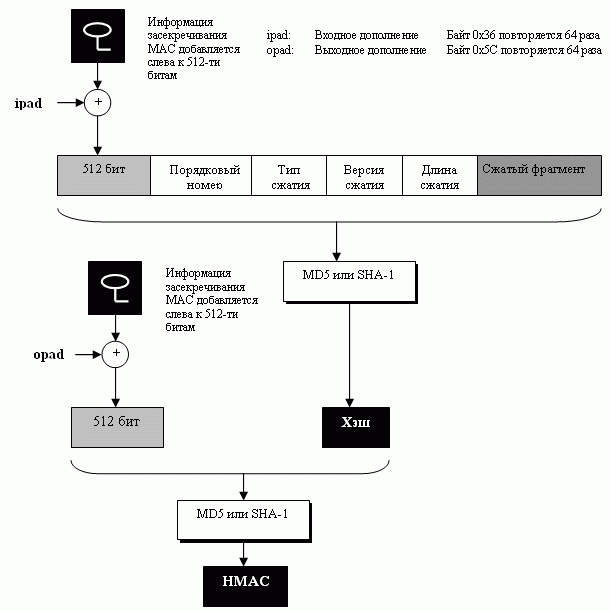 Информация
засекречивания
MAC добавляется
слева к 512-ти
битам
ipad: Входное дополнение Байт 0x36 повторяется 64 раза
opad: Выходное дополнение Байт 0x5C повторяется 64 раза
ipad
+
512 бит
Порядковый
номер
Тип
сжатия
Версия
сжатия
Длина
сжатия
Сжатый фрагмент
MD5 или SHA-1
Информация
засекречивания
MAC добавляется
слева к 512-ти
битам
opad
+
512 бит
Хэш
MD5 или SHA-1
HMAC